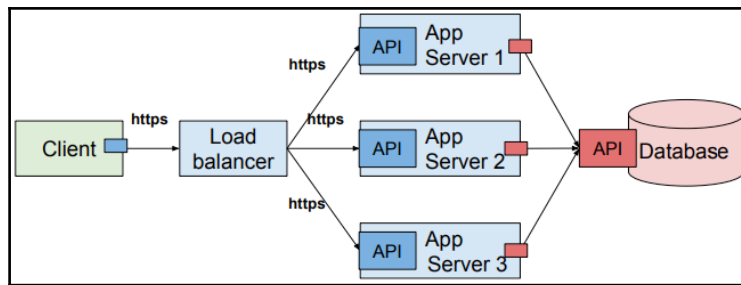 API
App
Server 1
https
https
https
Client
Load
balancer
API
App
Server 2
API
Database
https
API
App
Server 3